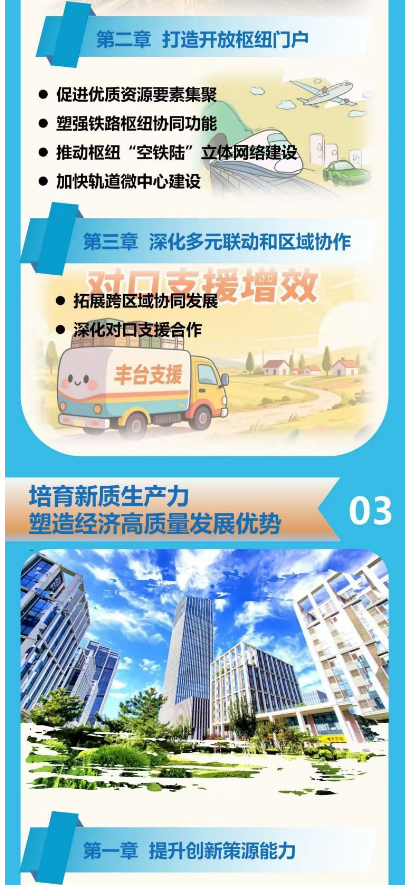 第二章 打造开放枢纽门户
● 促进优质资源要素集聚
● 塑强铁路枢纽协同功能
● 推动枢纽“空铁陆”立体网络建设
● 加快轨道微中心建设
第三章 深化多元联动和区域协作
对口支援增效
● 拓展跨区域协同发展
● 深化对口支援合作
丰台支援
培育新质生产力
塑造经济高质量发展优势
03
第一章 提升创新策源能力